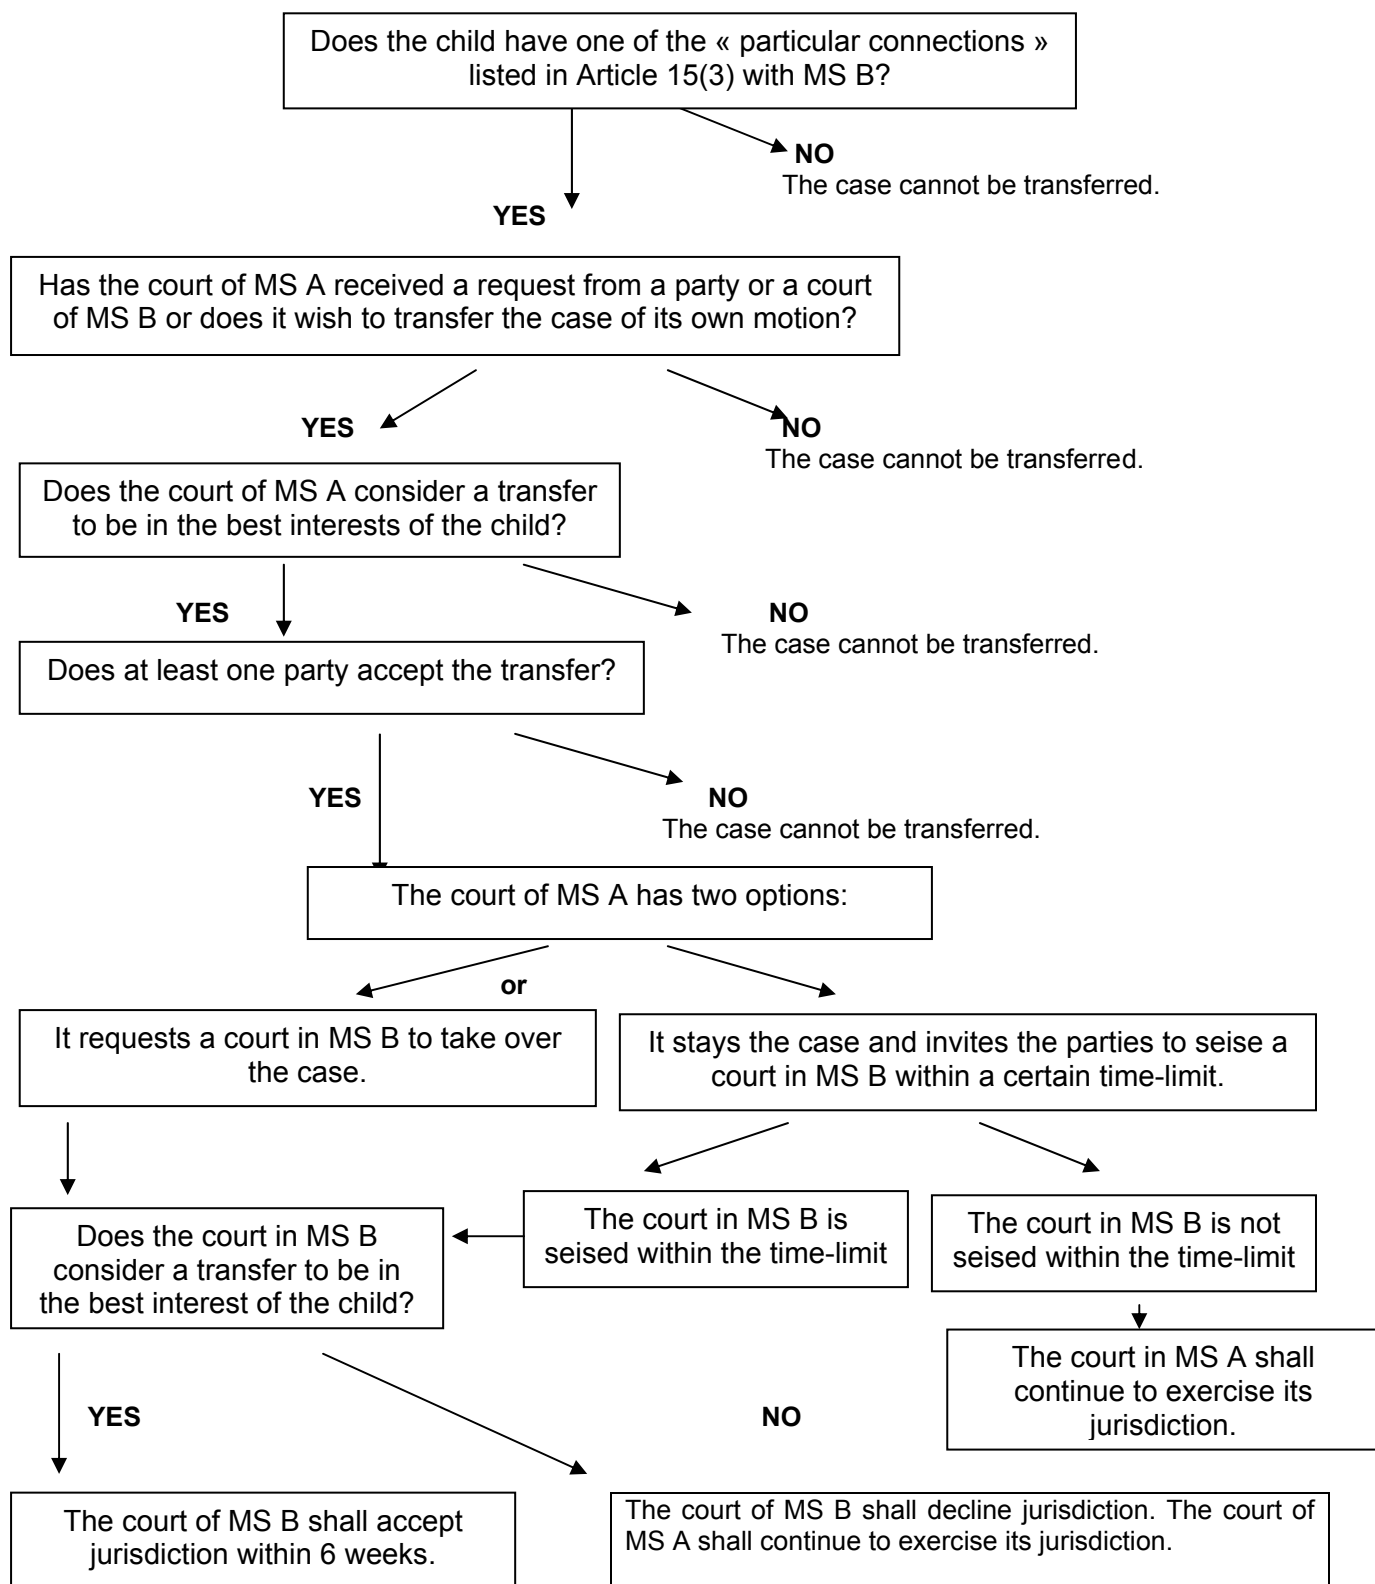 Does the child have one of the « particular connections »
listed in Article 15(3) with MS B?
NO
The case cannot be transferred.
YES
Has the court of MS A received a request from a party or a court
of MS B or does it wish to transfer the case of its own motion?
YES
NO
The case cannot be transferred.
Does the court of MS A consider a transfer
to be in the best interests of the child?
YES
NO
The case cannot be transferred.
Does at least one party accept the transfer?
YES
NO
The case cannot be transferred.
The court of MS A has two options:
or
It requests a court in MS B to take over
the case.
It stays the case and invites the parties to seise a
court in MS B within a certain time-limit.
Does the court in MS B
consider a transfer to be in
the best interest of the child?
The court in MS B is
seised within the time-limit
The court in MS B is not
seised within the time-limit
The court in MS A shall
continue to exercise its
jurisdiction.
YES
NO
The court of MS B shall accept
jurisdiction within 6 weeks.
The court of MS B shall decline jurisdiction. The court of
MS A shall continue to exercise its jurisdiction.